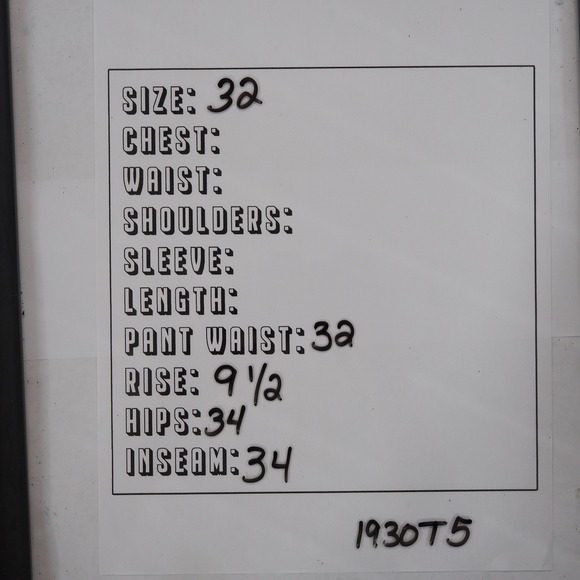 SIZE: 32
CHEST:
WAIST:
SHOULDERS:
SLEEVE:
LENGTH:
PANT WAIST: 32
RISE: 9 1/2
HIPS: 34
INSEAM: 34
1930T5